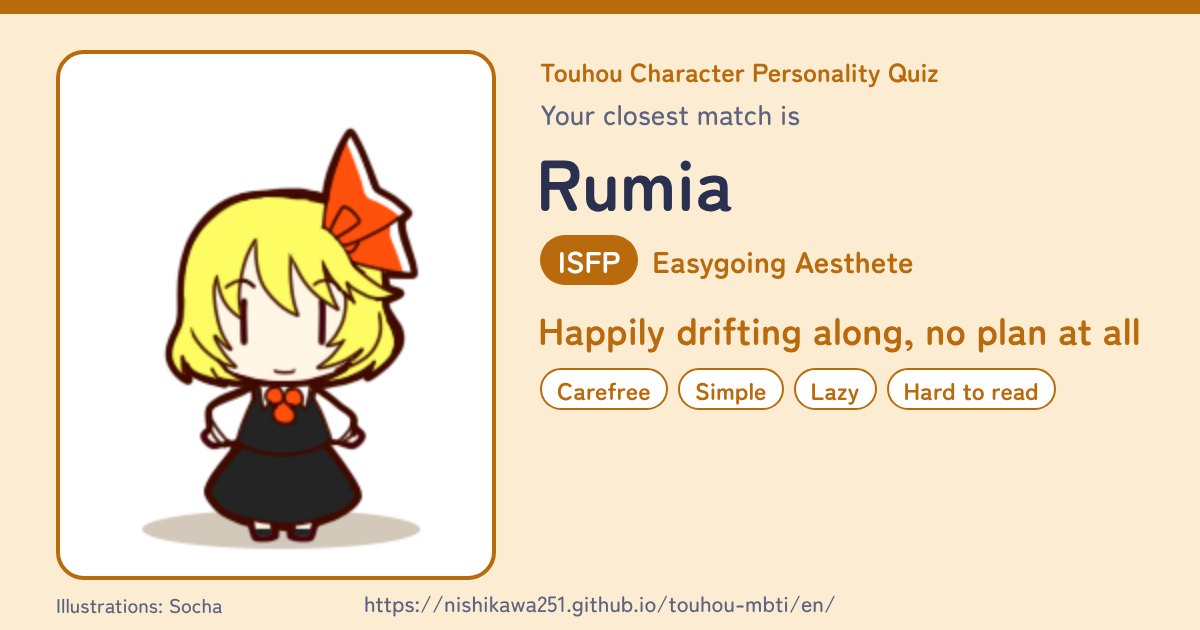 Touhou Character Personality Quiz
Your closest match is
Rumia
ISFP Easygoing Aesthete
Happily drifting along, no plan at all
Carefree Simple Lazy Hard to read
Illustrations: Socha
https://nishikawa251.github.io/touhou-mbti/en/